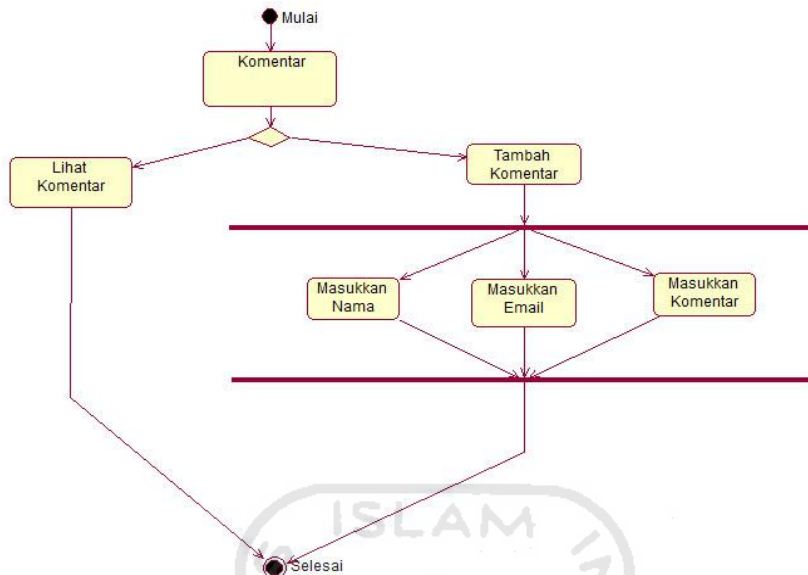 Mulai
Komentar
Lihat
Komentar
Tambah
Komentar
Masukkan
Nama
Masukkan
Email
Masukkan
Komentar
ISLAM
Selesai